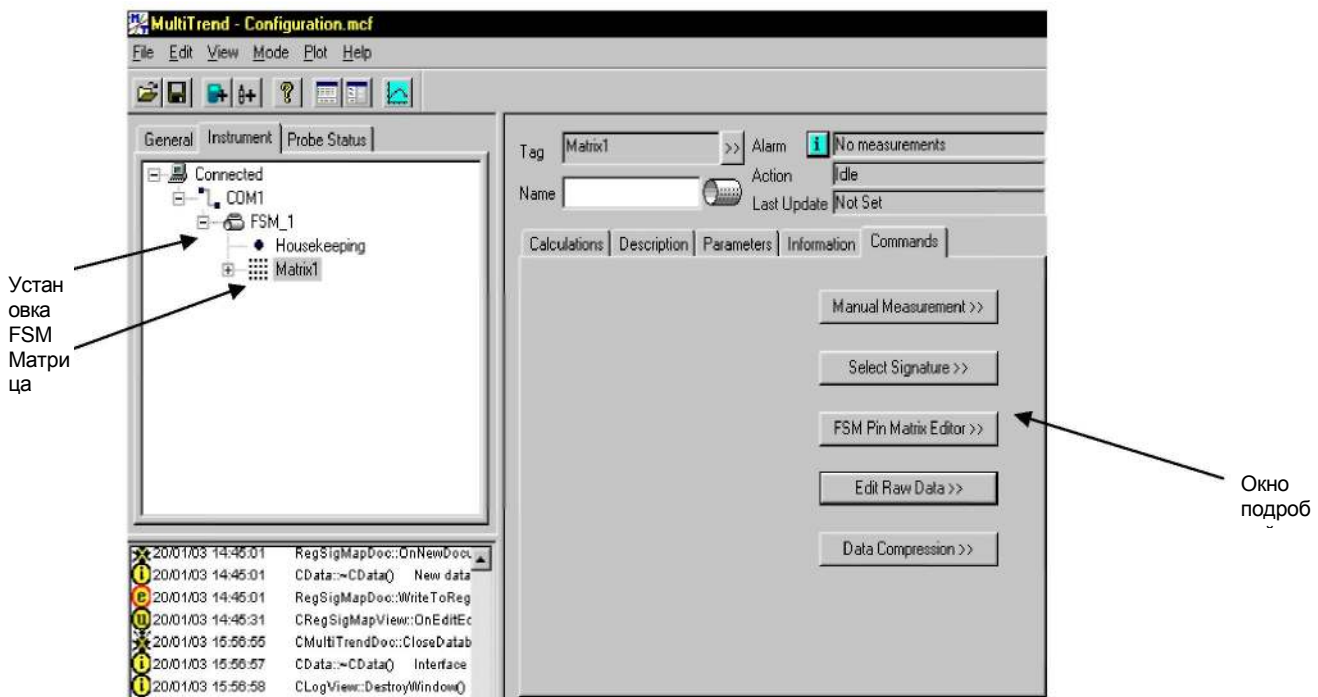 MultiTrend - Configuration.mcf
File Edit View Mode Plot Help
General Instrument Probe Status
Connected
COM1
FSM_1
Housekeeping
Matrix1
Устан
овка
FSM
Матри
ца
Tag Matrix1 >> Alarm i No measurements
Action Idle
Name Last Update Not Set
Calculations Description Parameters Information Commands
Manual Measurement >>
Select Signature >>
FSM Pin Matrix Editor >>
Edit Raw Data >>
Data Compression >>
Окно
подроб
20/01/03 14:45:01 RegSigMapDoc::OnNewDocu
20/01/03 14:45:01 CData::~CData() New data
20/01/03 14:45:01 RegSigMapDoc::WriteToReg
20/01/03 14:45:31 CRegSigMapView::OnEditEc
20/01/03 15:56:55 CMultiTrendDoc::CloseDatab
20/01/03 15:56:57 CData::~CData() Interface
20/01/03 15:56:58 CLogView::DestroyWindow()